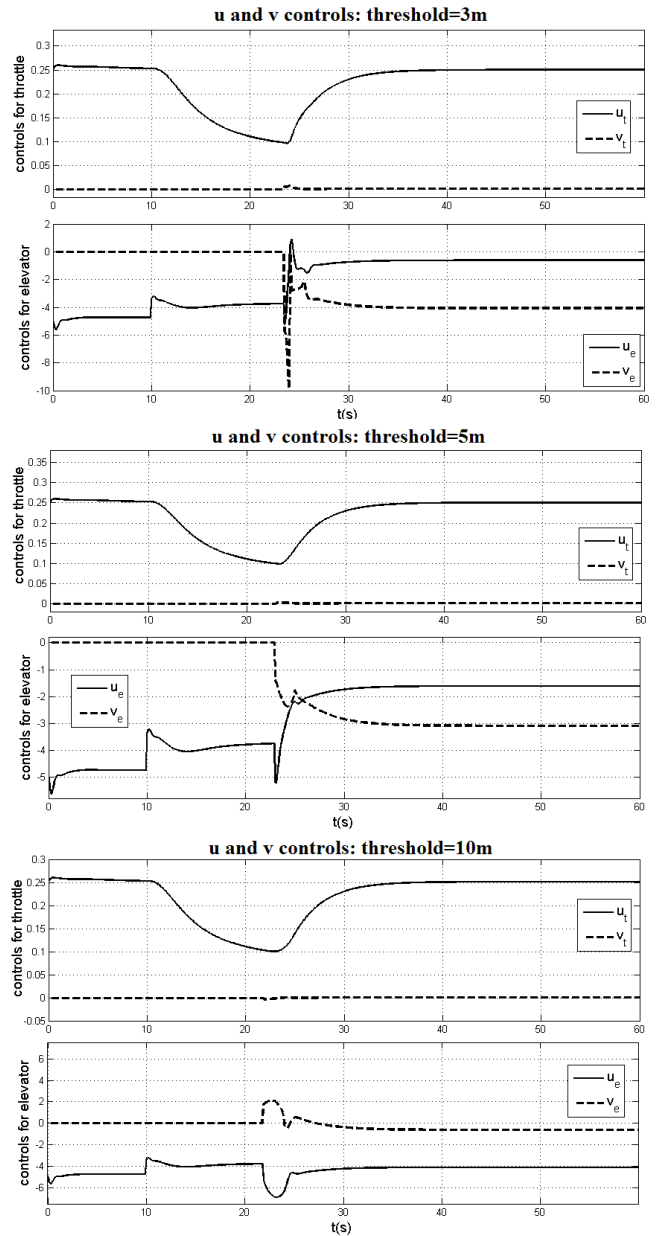 u and v controls: threshold=3m
controls for throttle
0.3
0.25
0.2
0.15
0.1
0.05
0
0 10 20 30 40 50 60
u_t
v_t
controls for elevator
2
0
-2
-4
-6
-8
-10
0 10 20 30 40 50 60
u_e
v_e
t(s)
u and v controls: threshold=5m
controls for throttle
0.35
0.3
0.25
0.2
0.15
0.1
0.05
0
0 10 20 30 40 50 60
u_t
v_t
controls for elevator
0
-1
-2
-3
-4
-5
0 10 20 30 40 50 60
u_e
v_e
t(s)
u and v controls: threshold=10m
controls for throttle
0.3
0.25
0.2
0.15
0.1
0.05
0
-0.05
0 10 20 30 40 50 60
u_t
v_t
controls for elevator
6
4
2
0
-2
-4
-6
0 10 20 30 40 50 60
u_e
v_e
t(s)